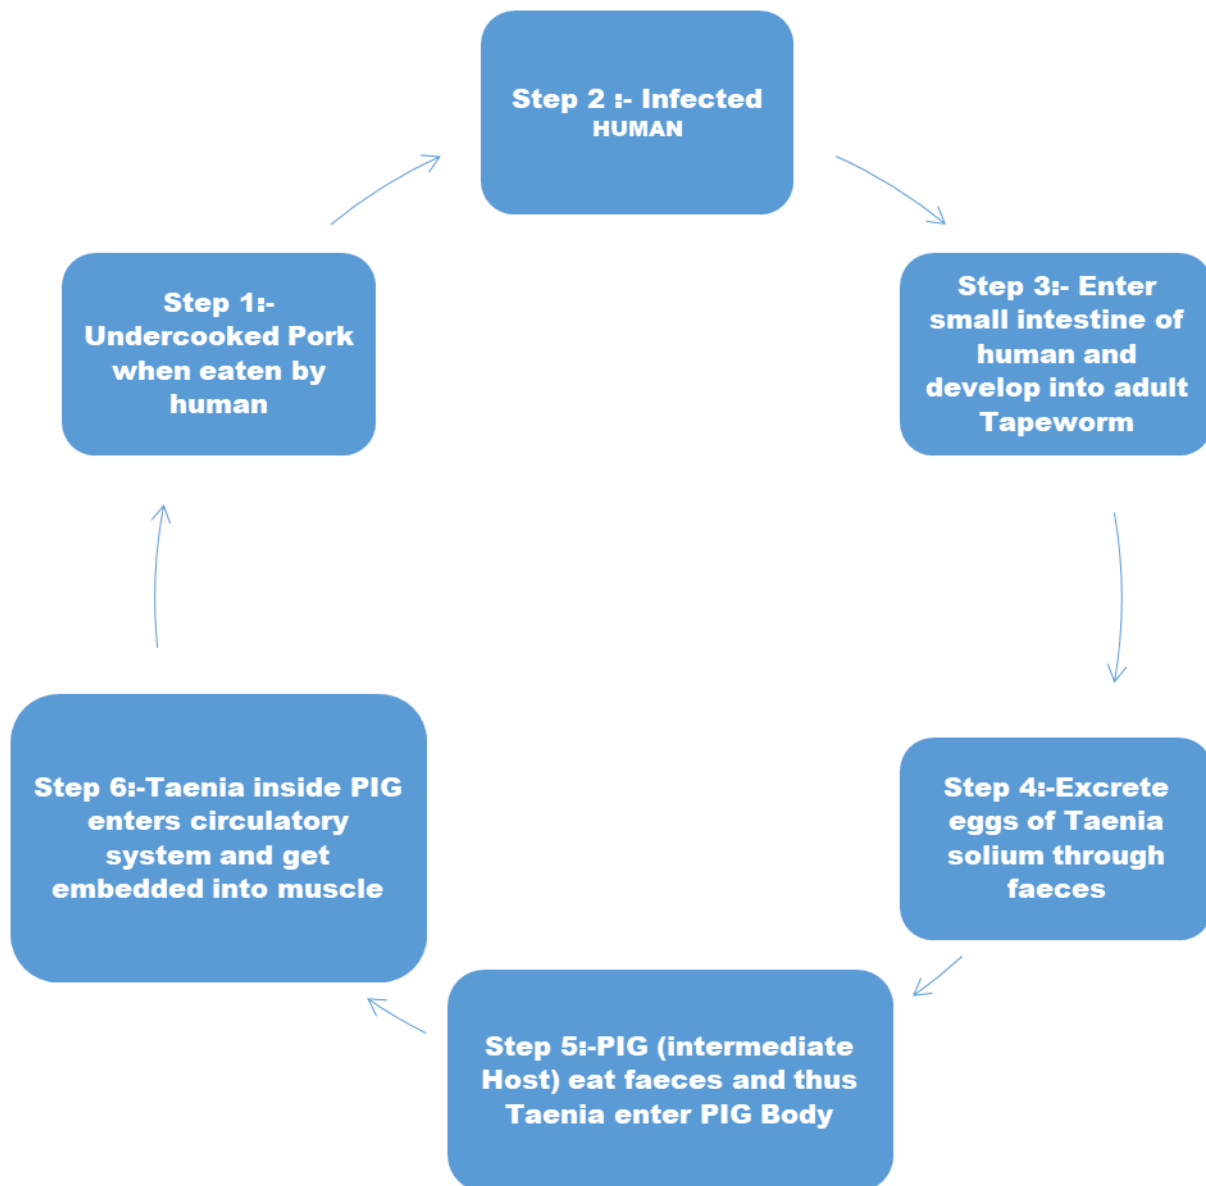 Step 1:-
Undercooked Pork
when eaten by
human
Step 2 :- Infected
HUMAN
Step 3:- Enter
small intestine of
human and
develop into adult
Tapeworm
Step 4:-Excrete
eggs of Taenia
solium through
faeces
Step 5:-PIG (intermediate
Host) eat faeces and thus
Taenia enter PIG Body
Step 6:-Taenia inside PIG
enters circulatory
system and get
embedded into muscle